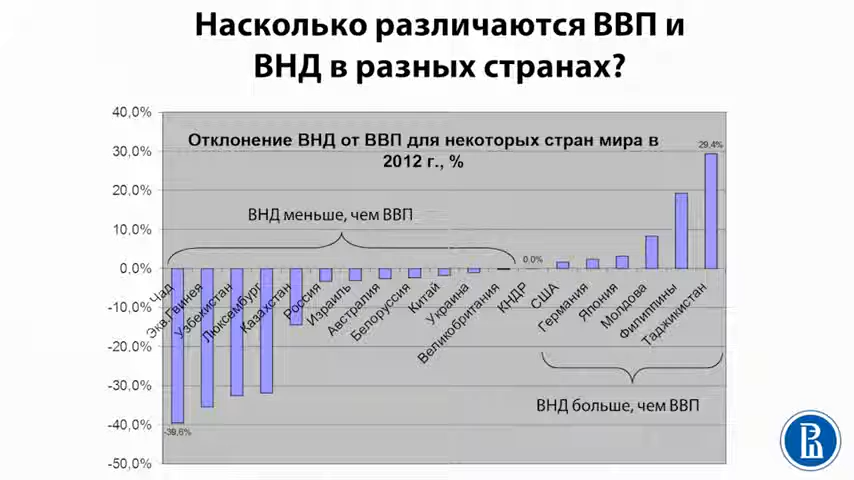 Насколько различаются ВВП и
ВНД в разных странах?
Отклонение ВНД от ВВП для некоторых стран мира в
2012 г., %
40,0%
30,0%
20,0%
10,0%
0,0%
-10,0%
-20,0%
-30,0%
-40,0%
-50,0%
ВНД меньше, чем ВВП
29,4%
0,0%
-39,6%
Чад
Экв.Гвинея
Узбекистан
Люксембург
Казахстан
Россия
Израиль
Австралия
Белоруссия
Китай
Украина
Великобритания
КНДР
США
Германия
Япония
Молдова
Филиппины
Таджикистан
ВНД больше, чем ВВП